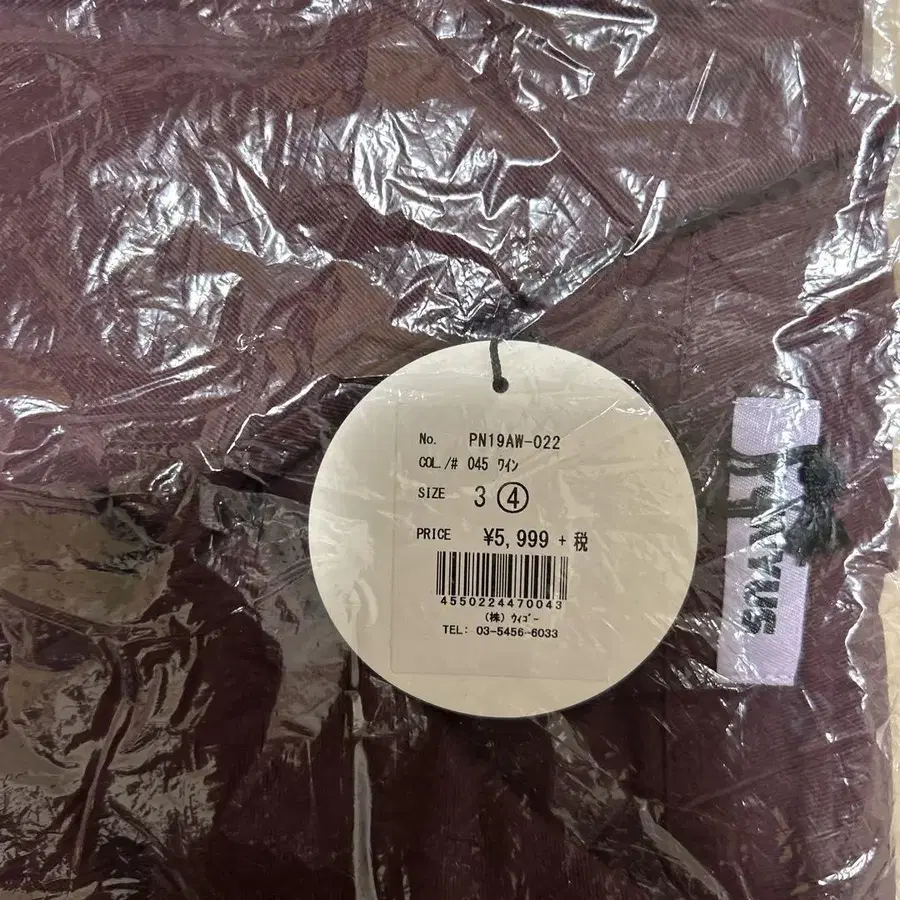 No. PN19AW-022
COL./# 045 ワイン
SIZE 3 ④
PRICE ¥5,999 + 税
4550224470043
(株) ウィゴー
TEL: 03-5456-6033